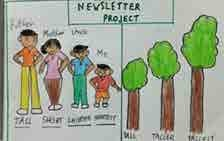 NEWSLETTER
PROJECT
Father
Mother
Uncle
Me
TALL
SHORT
SHORTER
SHORTEST
TALL
TALLER
TALLEST